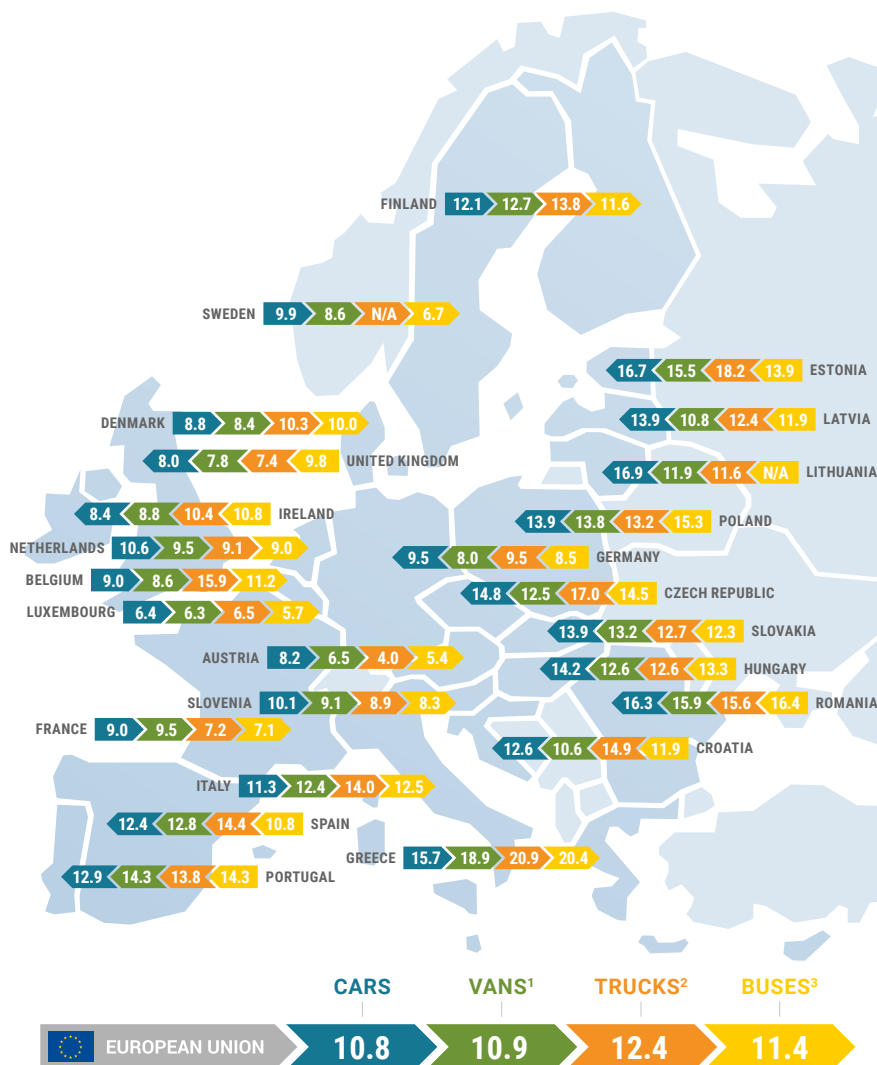 FINLAND 12.1 12.7 13.8 11.6
SWEDEN 9.9 8.6 N/A 6.7
16.7 15.5 18.2 13.9 ESTONIA
DENMARK 8.8 8.4 10.3 10.0
13.9 10.8 12.4 11.9 LATVIA
8.0 7.8 7.4 9.8 UNITED KINGDOM
16.9 11.9 11.6 N/A LITHUANIA
8.4 8.8 10.4 10.8 IRELAND
13.9 13.8 13.2 15.3 POLAND
NETHERLANDS 10.6 9.5 9.1 9.0
9.5 8.0 9.5 8.5 GERMANY
BELGIUM 9.0 8.6 15.9 11.2
14.8 12.5 17.0 14.5 CZECH REPUBLIC
LUXEMBOURG 6.4 6.3 6.5 5.7
13.9 13.2 12.7 12.3 SLOVAKIA
AUSTRIA 8.2 6.5 4.0 5.4
14.2 12.6 12.6 13.3 HUNGARY
SLOVENIA 10.1 9.1 8.9 8.3
16.3 15.9 15.6 16.4 ROMANIA
FRANCE 9.0 9.5 7.2 7.1
12.6 10.6 14.9 11.9 CROATIA
ITALY 11.3 12.4 14.0 12.5
12.4 12.8 14.4 10.8 SPAIN
GREECE 15.7 18.9 20.9 20.4
12.9 14.3 13.8 14.3 PORTUGAL
CARS VANS¹ TRUCKS² BUSES³
EUROPEAN UNION 10.8 10.9 12.4 11.4